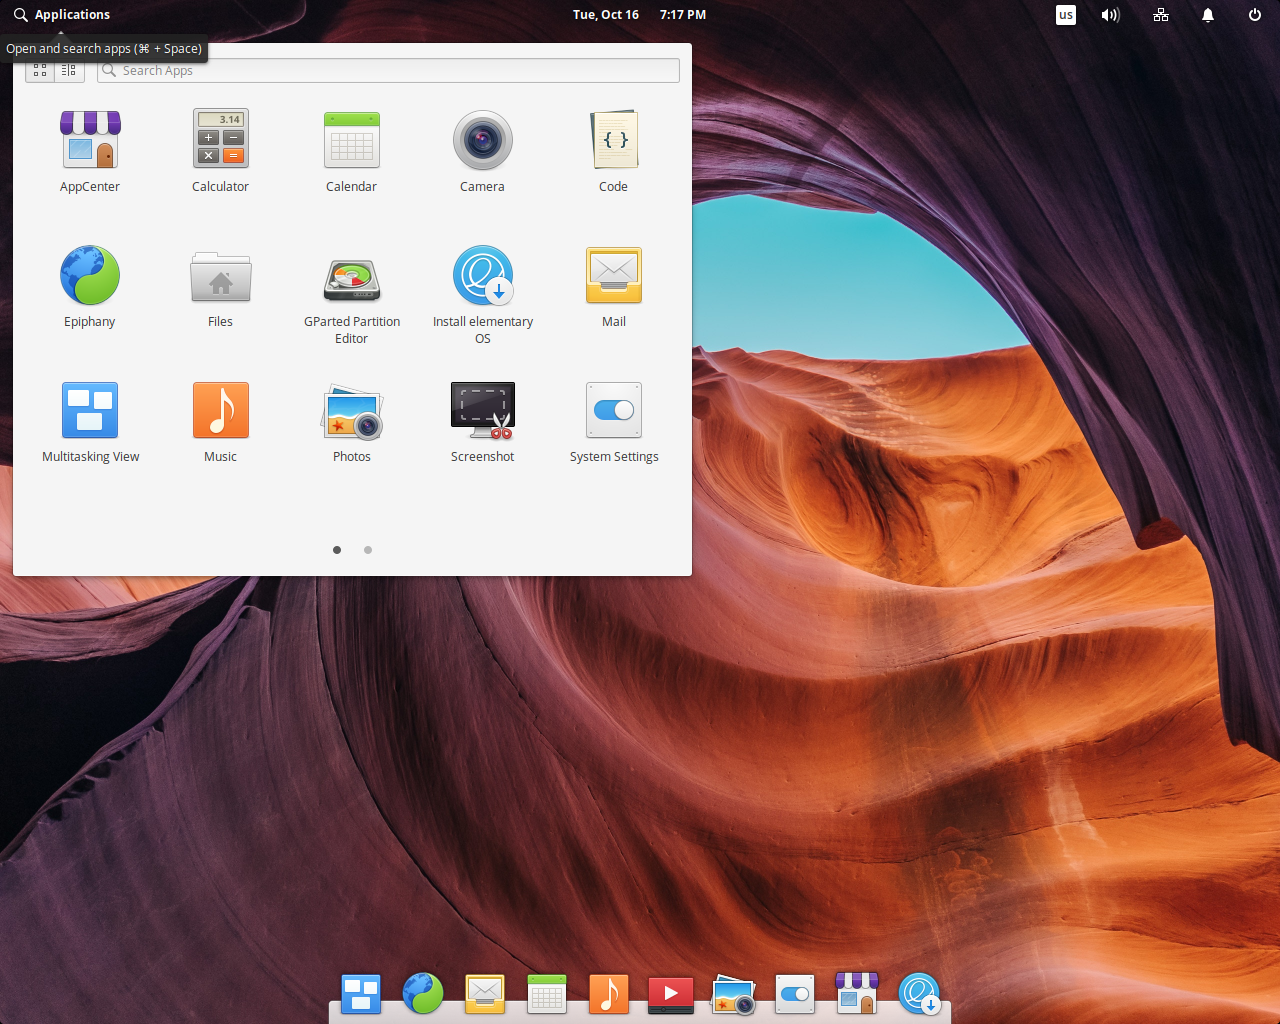 Applications
Tue, Oct 16 7:17 PM
us
Open and search apps (⌘ + Space)
Search Apps
3.14
{ }
AppCenter
Calculator
Calendar
Camera
Code
Epiphany
Files
GParted Partition
Editor
Install elementary
OS
Mail
Multitasking View
Music
Photos
Screenshot
System Settings